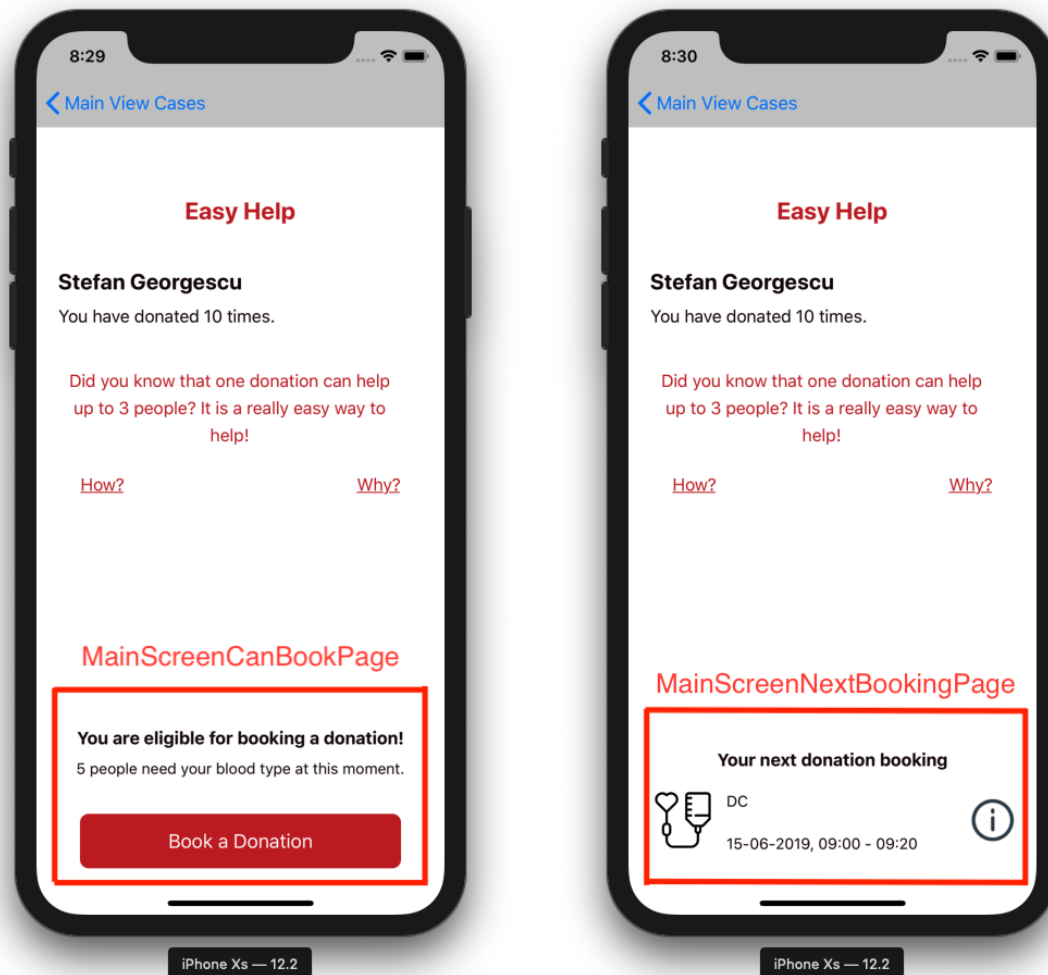 8:29
Main View Cases
Easy Help
Stefan Georgescu
You have donated 10 times.
Did you know that one donation can help
up to 3 people? It is a really easy way to
help!
How? Why?
MainScreenCanBookPage
You are eligible for booking a donation!
5 people need your blood type at this moment.
Book a Donation
iPhone Xs — 12.2
8:30
Main View Cases
Easy Help
Stefan Georgescu
You have donated 10 times.
Did you know that one donation can help
up to 3 people? It is a really easy way to
help!
How? Why?
MainScreenNextBookingPage
Your next donation booking
DC
15-06-2019, 09:00 - 09:20
iPhone Xs — 12.2